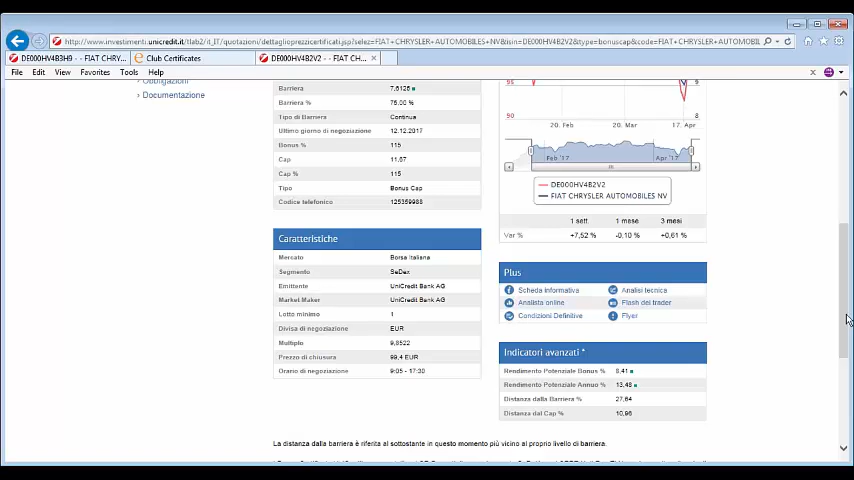 http://www.investimenti.unicredit.it/tlab2/it_IT/quotazioni/dettaglioprezzicertificati.jsp?selez=FIAT+CHRYSLER+AUTOMOBILES+NV&isin=DE000HV4B2V2&type=bonuscap&code=FIAT+CHRYSLER+AUTOMOBIL
DE000HV4B3H9 - -FIAT CHRY...
Club Certificates
DE000HV4B2V2 - -FIAT CH...
File Edit View Favorites Tools Help
Obbligazioni
Documentazione
Barriera 7,6125
Barriera % 75,00 %
Tipo di Barriera Continua
Ultimo giorno di negoziazione 12.12.2017
Bonus % 115
Cap 11,67
Cap % 115
Tipo Bonus Cap
Codice telefonico 125359988
95 9
90 8
20. Feb 20. Mar 17. Apr
Feb '17 Apr '17
DE000HV4B2V2
FIAT CHRYSLER AUTOMOBILES NV
1 sett. 1 mese 3 mesi
Var % +7,52 % -0,10 % +0,61 %
Caratteristiche
Mercato Borsa Italiana
Segmento SeDex
Emittente UniCredit Bank AG
Market Maker UniCredit Bank AG
Lotto minimo 1
Divisa di negoziazione EUR
Multiplo 9,8522
Prezzo di chiusura 99,4 EUR
Orario di negoziazione 9:05 - 17:30
Plus
Scheda informativa Analisi tecnica
Analista online Flash dei trader
Condizioni Definitive Flyer
Indicatori avanzati *
Rendimento Potenziale Bonus % 8,41
Rendimento Potenziale Annuo % 13,48
Distanza dalla Barriera % 27,64
Distanza dal Cap % 10,96
La distanza dalla barriera è riferita al sottostante in questo momento più vicino al proprio livello di barriera.